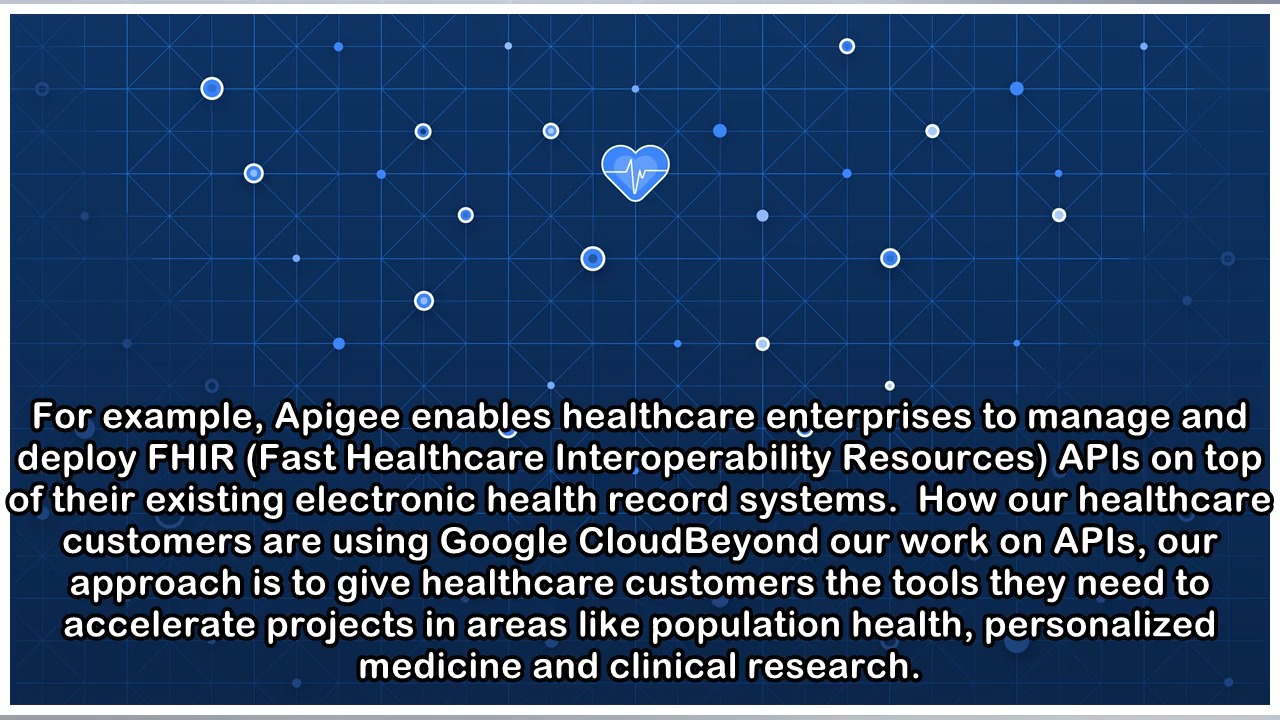 For example, Apigee enables healthcare enterprises to manage and
deploy FHIR (Fast Healthcare Interoperability Resources) APIs on top
of their existing electronic health record systems.  How our healthcare
customers are using Google CloudBeyond our work on APIs, our
approach is to give healthcare customers the tools they need to
accelerate projects in areas like population health, personalized
medicine and clinical research.